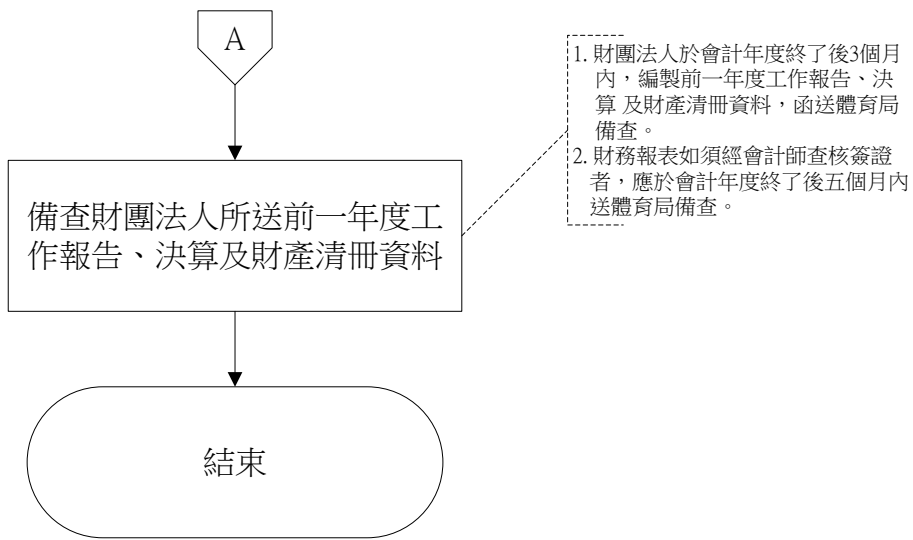 A
1. 財團法人於會計年度終了後3個月
內，編製前一年度工作報告、決
算 及財產清冊資料，函送體育局
備查。
2. 財務報表如須經會計師查核簽證
者，應於會計年度終了後五個月內
送體育局備查。
備查財團法人所送前一年度工
作報告、決算及財產清冊資料
結束